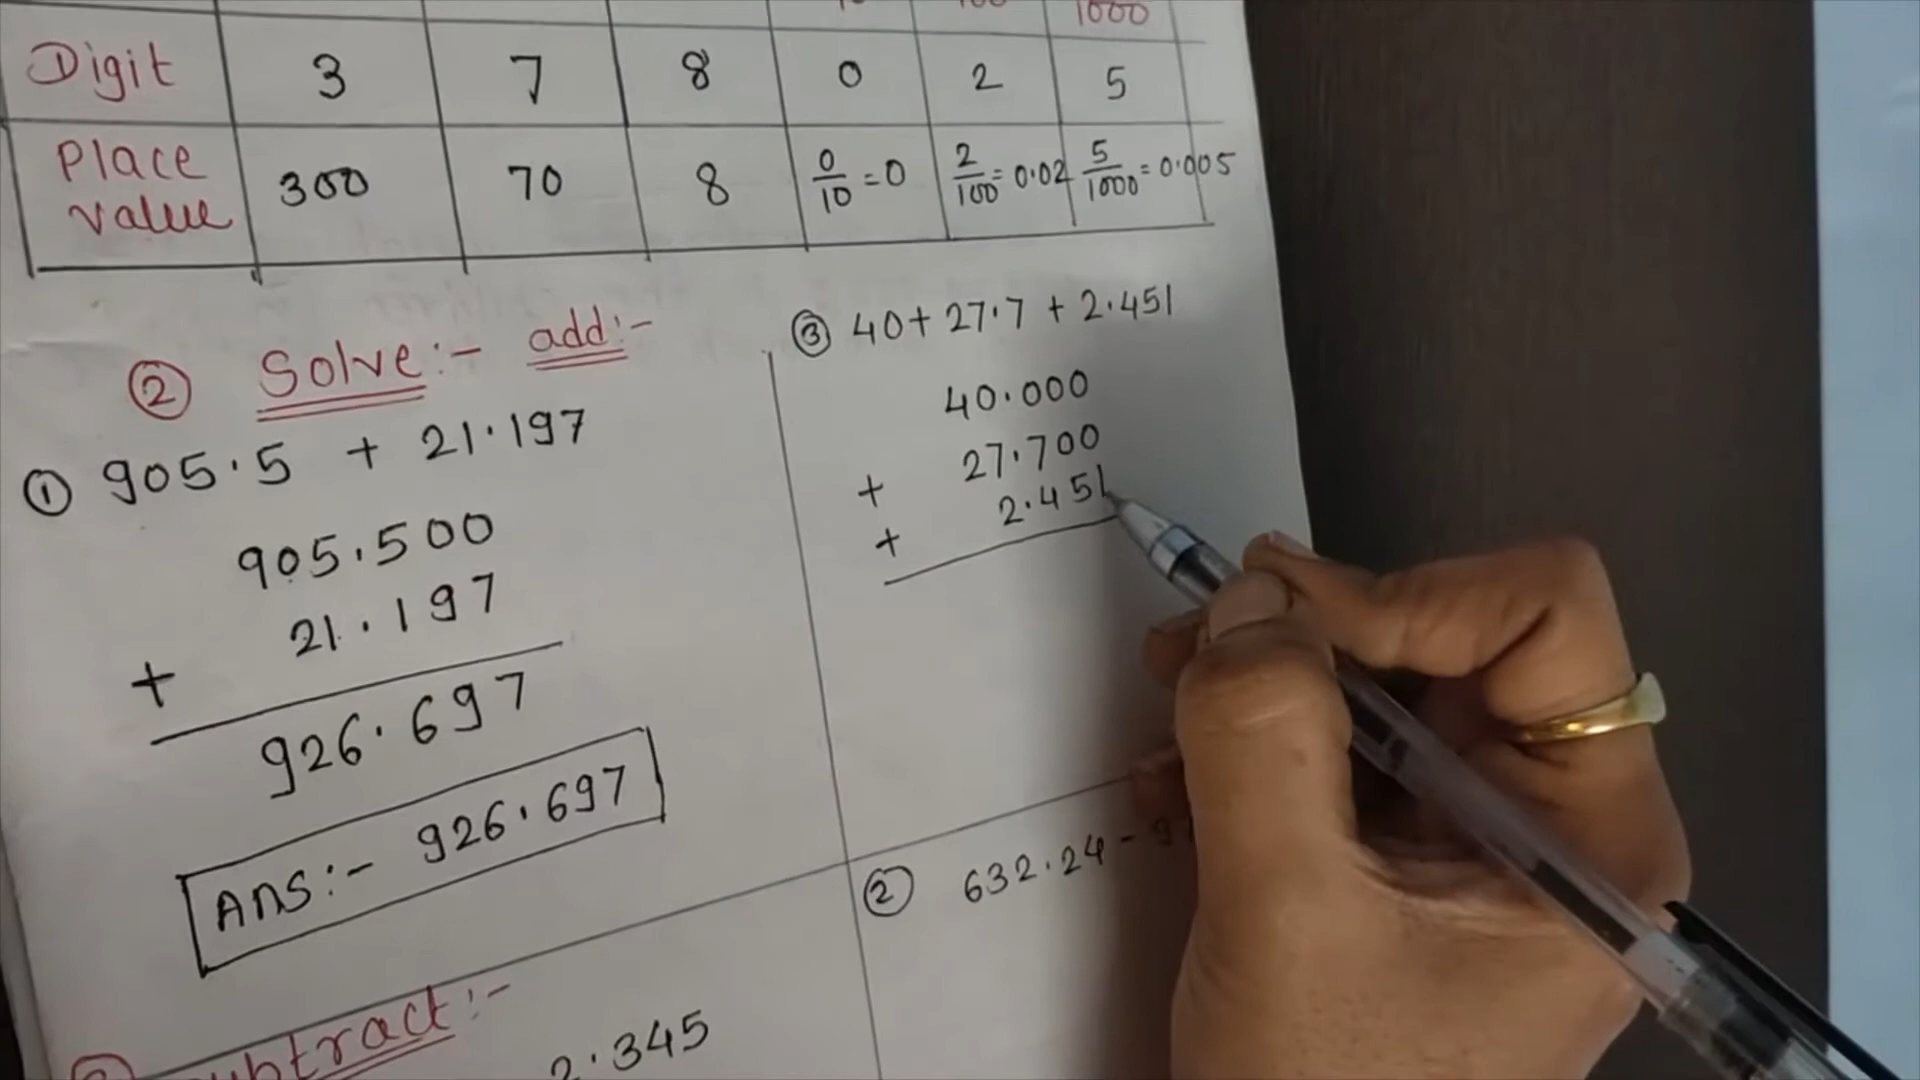 1000
Digit 3 7 8 0 2 5
Place value 300 70 8 0/10 = 0 2/100 = 0.02 5/1000 = 0.005
② Solve:- add:-
① 905.5 + 21.197
905.500
+ 21.197
926.697
Ans:- 926.697
③ 40 + 27.7 + 2.451
40.000
+ 27.700
+ 2.451
② 632.24 -
2.345